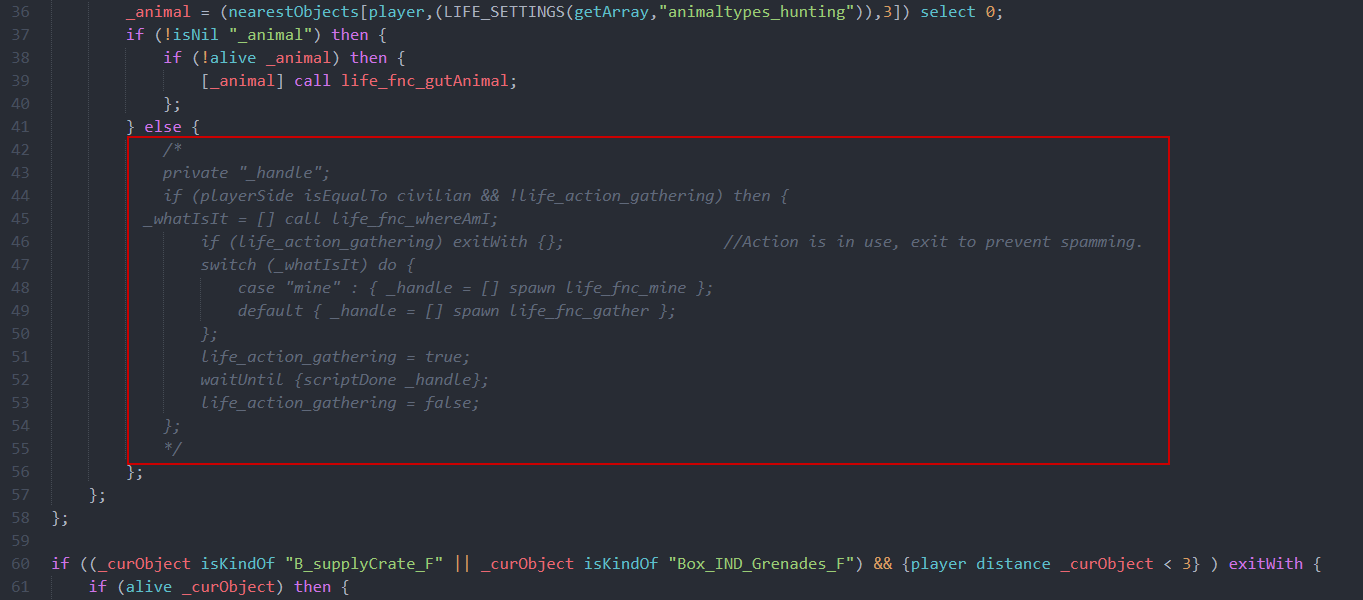 36 _animal = (nearestObjects[player,(LIFE_SETTINGS(getArray,"animaltypes_hunting")),3]) select 0;
37 if (!isNil "_animal") then {
38 if (!alive _animal) then {
39 [_animal] call life_fnc_gutAnimal;
40 };
41 } else {
42 /*
43 private "_handle";
44 if (playerSide isEqualTo civilian && !life_action_gathering) then {
45 _whatIsIt = [] call life_fnc_whereAmI;
46 if (life_action_gathering) exitWith {}; //Action is in use, exit to prevent spamming.
47 switch (_whatIsIt) do {
48 case "mine" : { _handle = [] spawn life_fnc_mine };
49 default { _handle = [] spawn life_fnc_gather };
50 };
51 life_action_gathering = true;
52 waitUntil {scriptDone _handle};
53 life_action_gathering = false;
54 };
55 */
56 };
57 };
58 };
59
60 if ((_curObject isKindOf "B_supplyCrate_F" || _curObject isKindOf "Box_IND_Grenades_F") && {player distance _curObject < 3} ) exitWith {
61 if (alive _curObject) then {